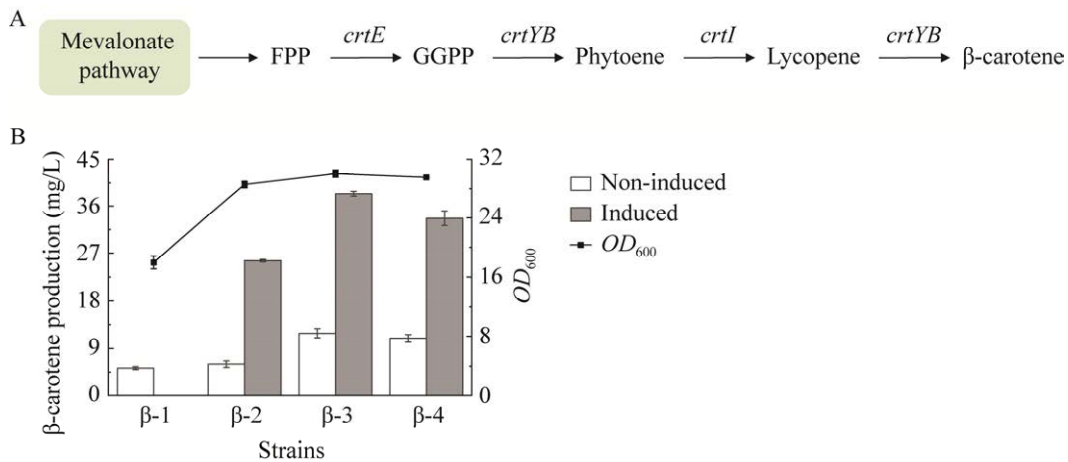 A
Mevalonate
pathway
FPP
crtE
GGPP
crtYB
Phytoene
crtI
Lycopene
crtYB
β-carotene
B
β-carotene production (mg/L)
45
36
27
18
9
0
32
24
16
8
0
OD600
β-1 β-2 β-3 β-4
Strains
Non-induced
Induced
OD600